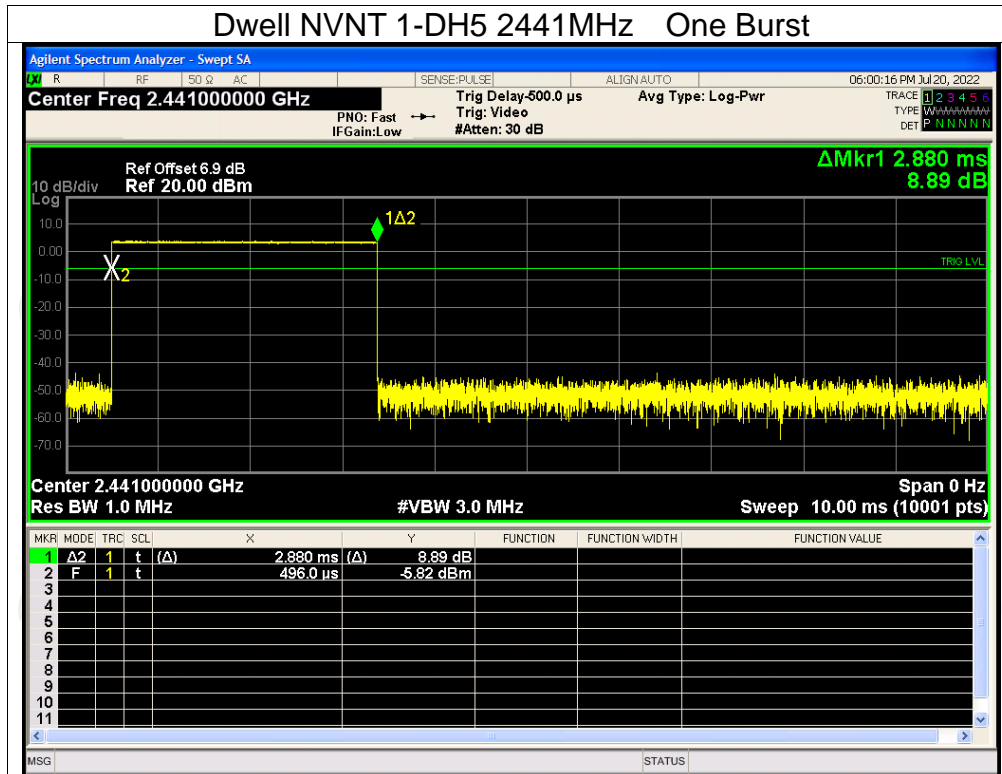 Dwell NVNT 1-DH5 2441MHz One Burst
Agilent Spectrum Analyzer - Swept SA
LXI R RF 50 Ω AC SENSE:PULSE ALIGN AUTO 06:00:16 PM Jul 20, 2022
Center Freq 2.441000000 GHz Trig Delay-500.0 µs Avg Type: Log-Pwr TRACE 1 2 3 4 5 6
PNO: Fast Trig: Video TYPE WWWWWW
IFGain:Low #Atten: 30 dB DET P N N N N N
ΔMkr1 2.880 ms
8.89 dB
Ref Offset 6.9 dB
10 dB/div Ref 20.00 dBm
Log
10.0
0.00
-10.0
-20.0
-30.0
-40.0
-50.0
-60.0
-70.0
1Δ2
2
TRIG LVL
Center 2.441000000 GHz Span 0 Hz
Res BW 1.0 MHz #VBW 3.0 MHz Sweep 10.00 ms (10001 pts)
MKR MODE TRC SCL X Y FUNCTION FUNCTION WIDTH FUNCTION VALUE
1 Δ2 1 t (Δ) 2.880 ms (Δ) 8.89 dB
2 F 1 t 496.0 µs -5.82 dBm
3
4
5
6
7
8
9
10
11
MSG STATUS